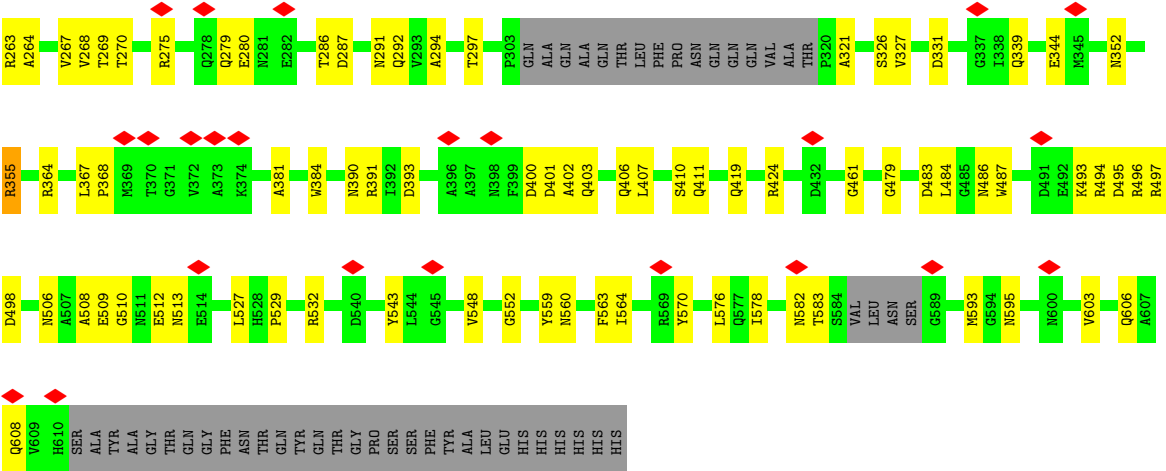 R263 A264 V267 V268 T269 T270 R275 Q278 Q279 E280 N281 E282 T286 D287 N291 Q292 V293 A294 T297 P303 GLN ALA GLN ALA GLN THR LEU PHE PRO ASN GLN GLN GLN VAL ALA THR P320 A321 S326 V327 D331 G337 I338 Q339 E344 M345 N352
R355 R364 L367 P368 M369 T370 G371 V372 A373 K374 A381 W384 N390 R391 I392 D393 A396 A397 N398 F399 D400 D401 A402 Q403 Q406 L407 S410 Q411 Q419 R424 D432 G461 G479 D483 L484 G485 N486 W487 D491 E492 K493 R494 D495 R496 R497
D498 N506 A507 A508 E509 G510 N511 E512 N513 E514 L527 H528 P529 R532 D540 Y543 L544 G545 V548 G552 Y559 N560 F563 I564 R569 Y570 L576 Q577 I578 N582 T583 S584 VAL LEU ASN SER G589 M593 G594 N595 N600 V603 Q606 A607
Q608 V609 H610 SER ALA TYR ALA GLY THR GLN GLY PHE ASN THR GLN TYR GLN THR GLY PRO SER SER PHE TYR ALA LEU GLU HIS HIS HIS HIS HIS HIS